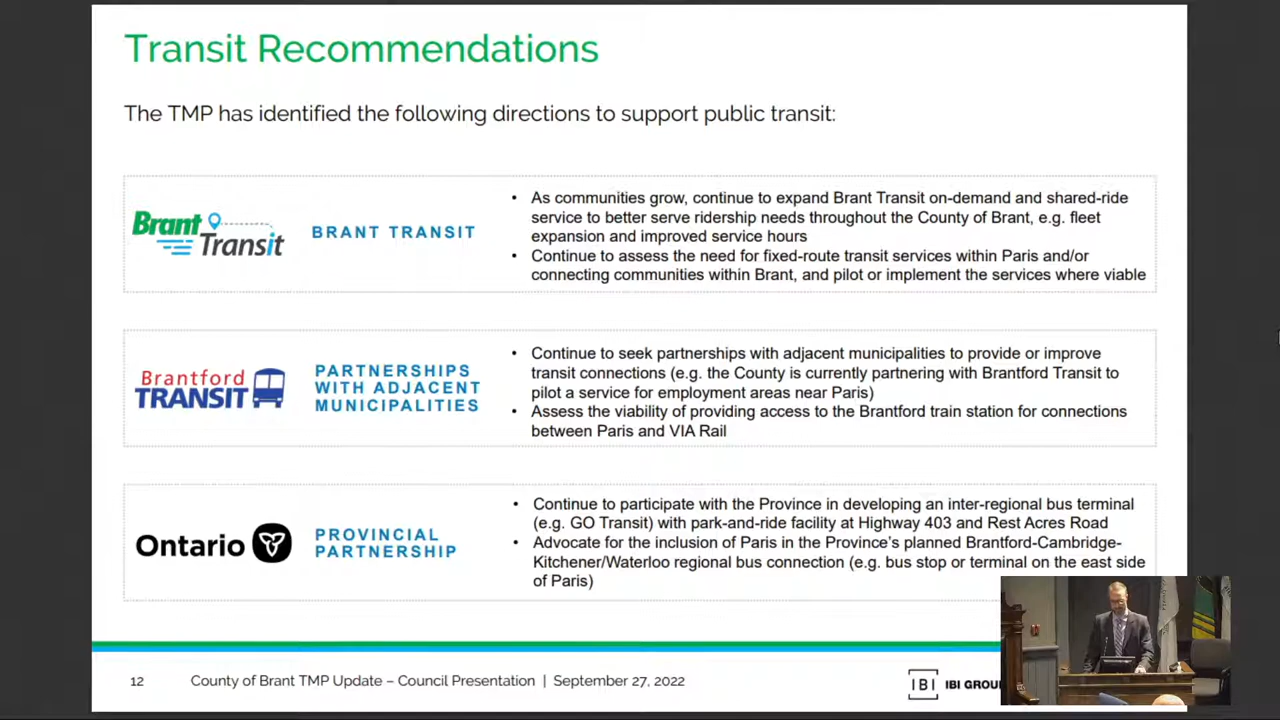 Transit Recommendations
The TMP has identified the following directions to support public transit:
Brant
Transit
BRANT TRANSIT
• As communities grow, continue to expand Brant Transit on-demand and shared-ride
service to better serve ridership needs throughout the County of Brant, e.g. fleet
expansion and improved service hours
• Continue to assess the need for fixed-route transit services within Paris and/or
connecting communities within Brant, and pilot or implement the services where viable
Brantford
TRANSIT
PARTNERSHIPS
WITH ADJACENT
MUNICIPALITIES
• Continue to seek partnerships with adjacent municipalities to provide or improve
transit connections (e.g. the County is currently partnering with Brantford Transit to
pilot a service for employment areas near Paris)
• Assess the viability of providing access to the Brantford train station for connections
between Paris and VIA Rail
Ontario
PROVINCIAL
PARTNERSHIP
• Continue to participate with the Province in developing an inter-regional bus terminal
(e.g. GO Transit) with park-and-ride facility at Highway 403 and Rest Acres Road
• Advocate for the inclusion of Paris in the Province's planned Brantford-Cambridge-
Kitchener/Waterloo regional bus connection (e.g. bus stop or terminal on the east side
of Paris)
12 County of Brant TMP Update – Council Presentation | September 27, 2022
IBI IBI GROU